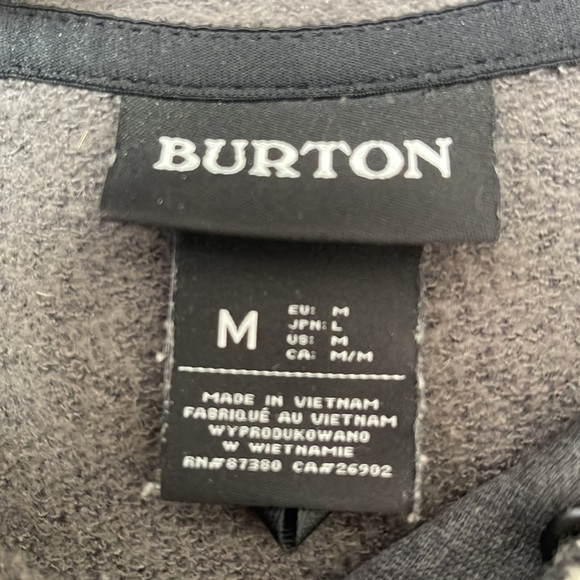 BURTON
M
EU: M
JPN: L
US: M
CA: M/M
MADE IN VIETNAM
FABRIQUÉ AU VIETNAM
WYPRODUKOWANO
W WIETNAMIE
RN#87380 CA#26902